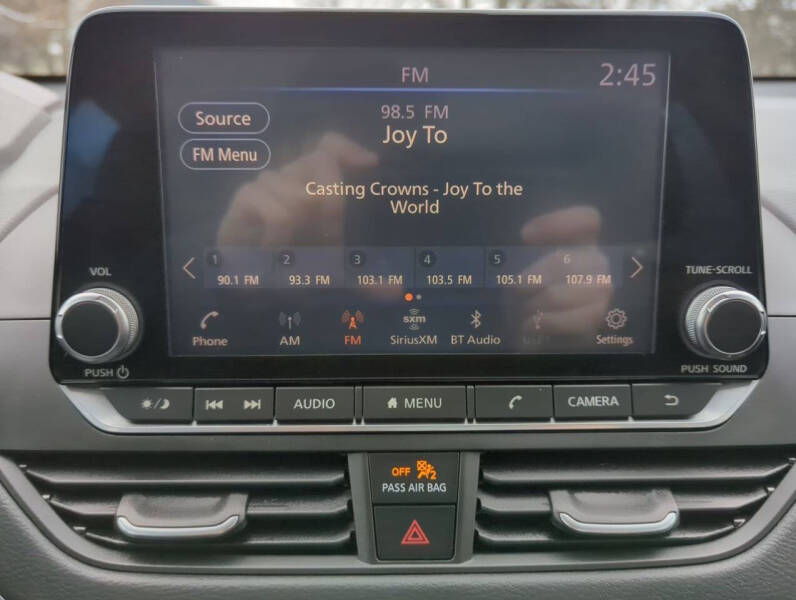 FM
2:45
Source
98.5 FM
Joy To
FM Menu
Casting Crowns - Joy To the
World
1 2 3 4 5 6
90.1 FM 93.3 FM 103.1 FM 103.5 FM 105.1 FM 107.9 FM
VOL
TUNE-SCROLL
sxm
Phone AM FM SiriusXM BT Audio Settings
PUSH
PUSH SOUND
AUDIO MENU CAMERA
OFF 2
PASS AIR BAG